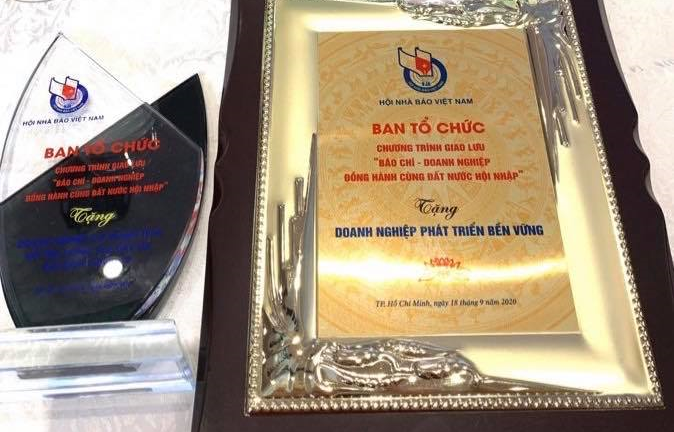 HỘI NHÀ BÁO VIỆT NAM
BAN TỔ CHỨC
CHƯƠNG TRÌNH GIAO LƯU
"BÁO CHÍ - DOANH NGHIỆP
ĐỒNG HÀNH CÙNG ĐẤT NƯỚC HỘI NHẬP"
Tặng
HỘI NHÀ BÁO VIỆT NAM
BAN TỔ CHỨC
CHƯƠNG TRÌNH GIAO LƯU
"BÁO CHÍ - DOANH NGHIỆP
ĐỒNG HÀNH CÙNG ĐẤT NƯỚC HỘI NHẬP"
Tặng
DOANH NGHIỆP PHÁT TRIỂN BỀN VỮNG
TP. Hồ Chí Minh, ngày 18 tháng 9 năm 2020